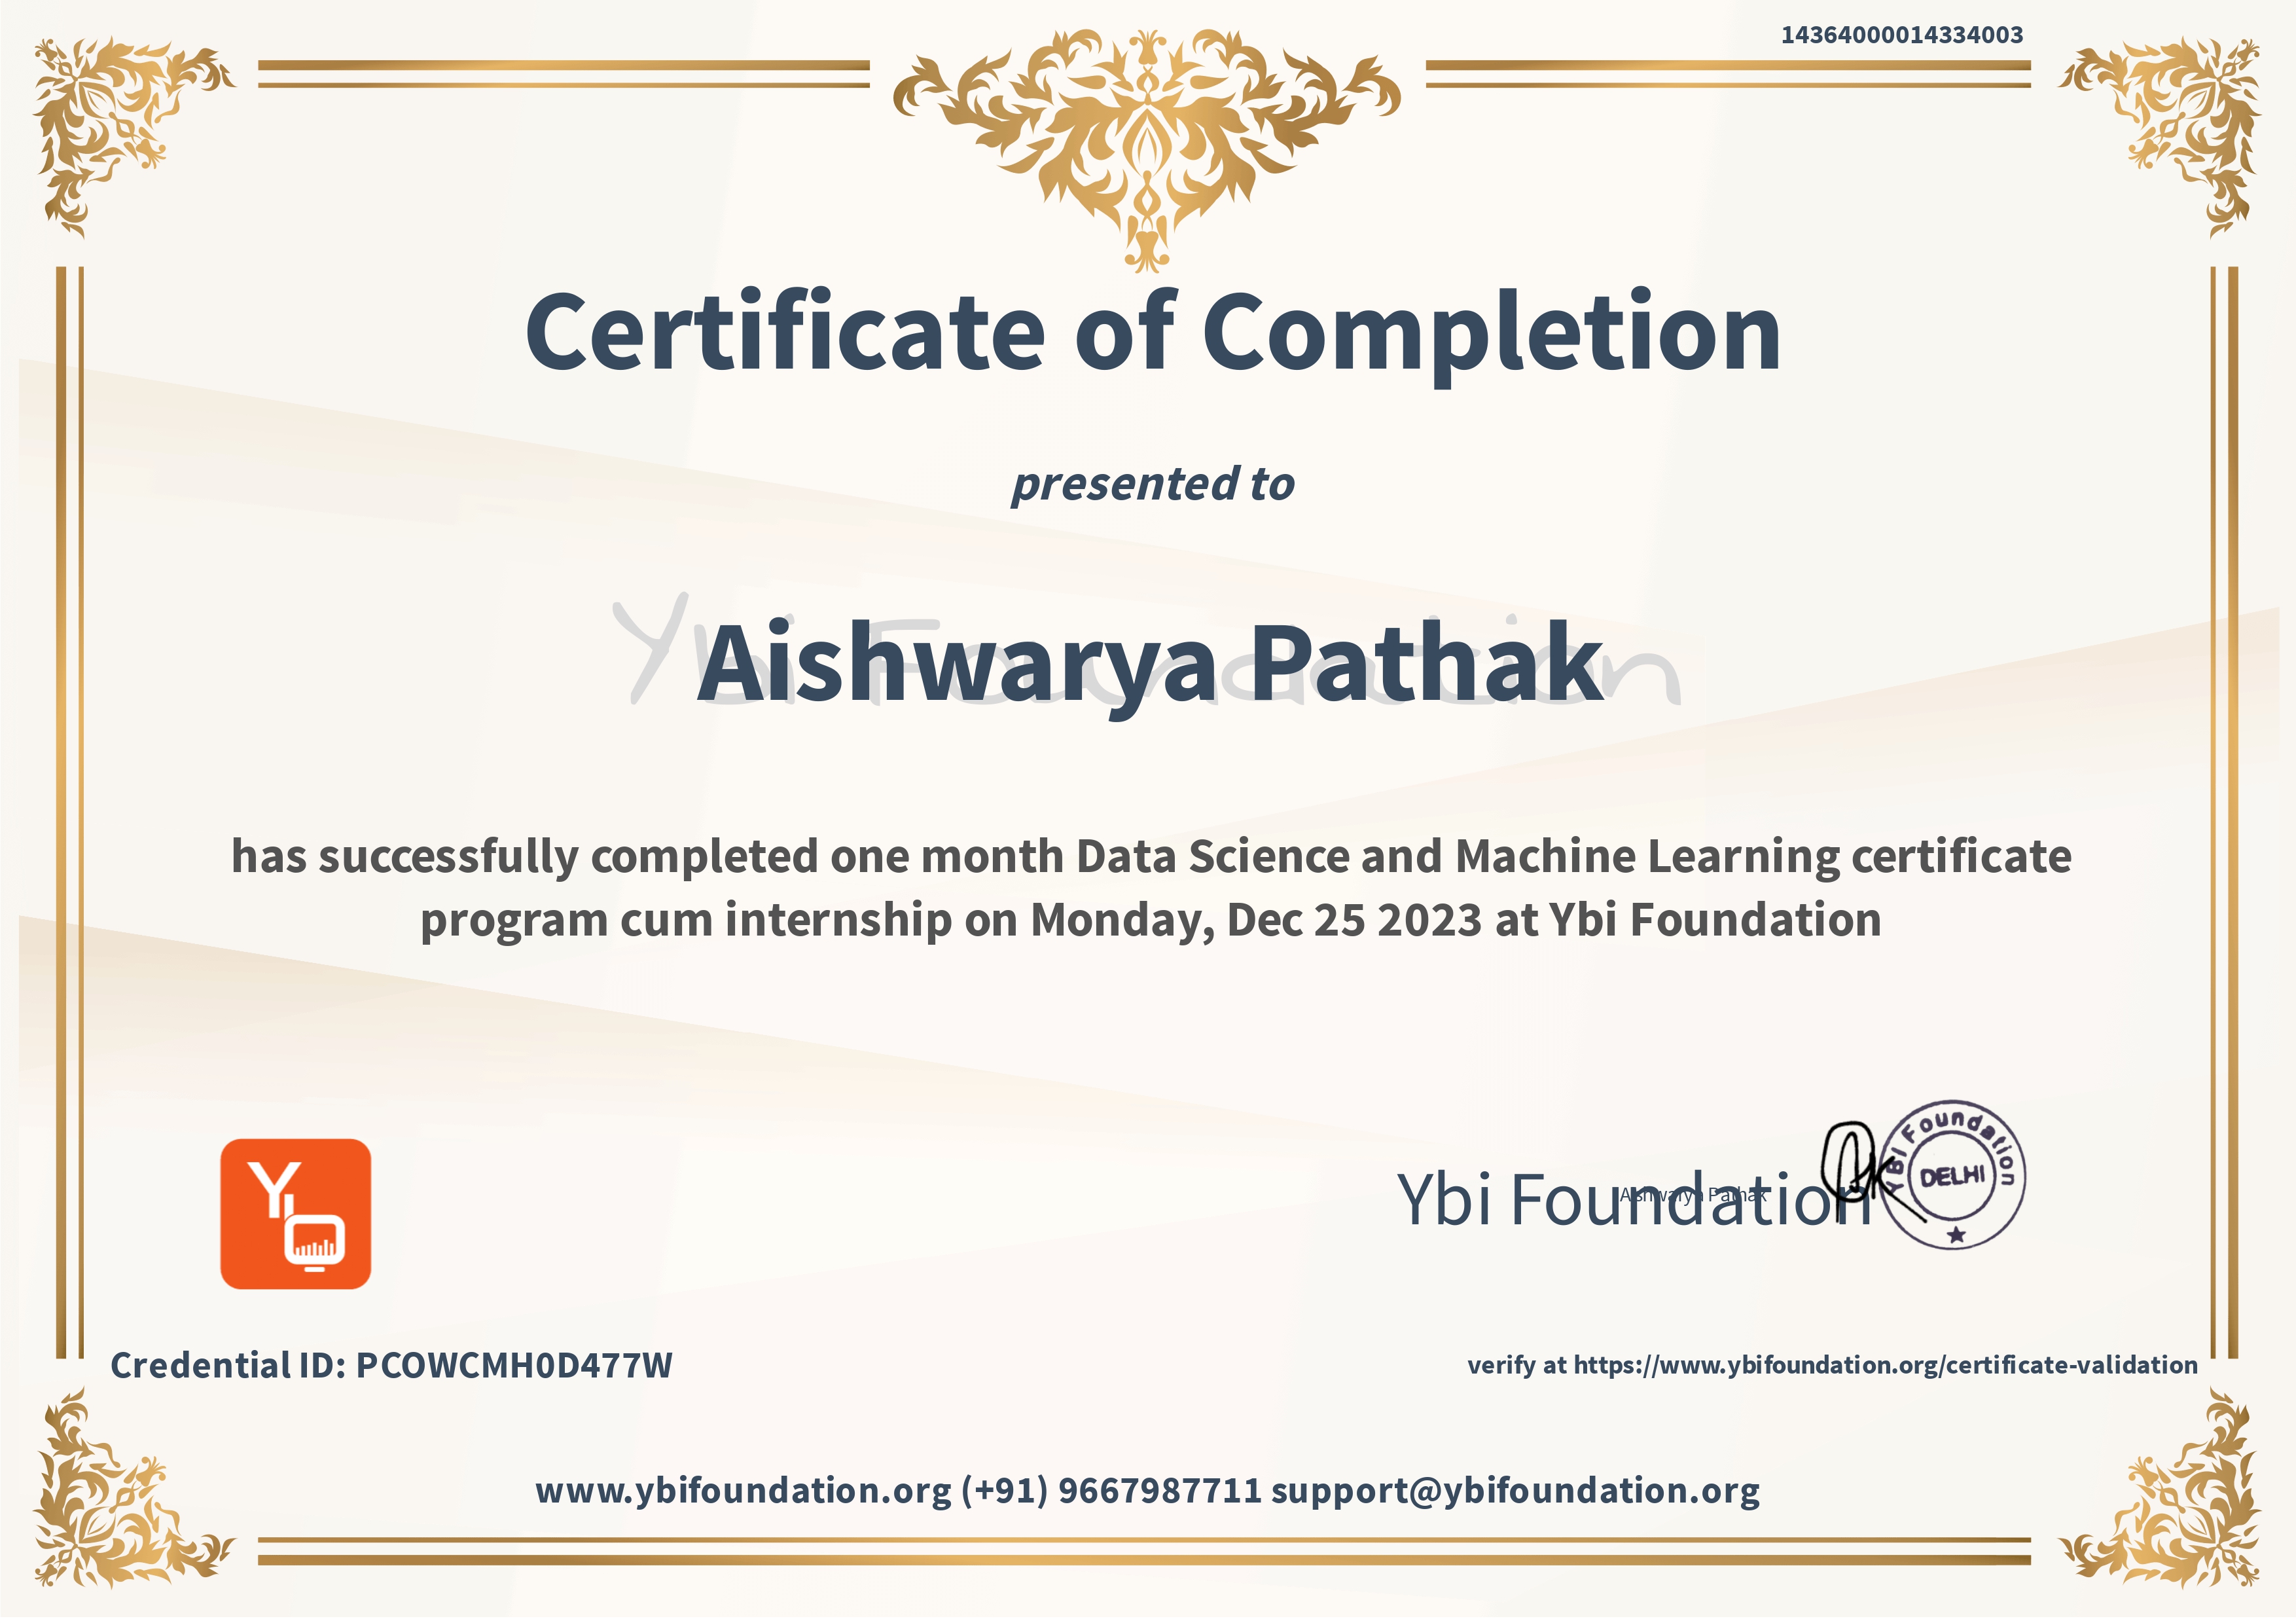 14364000014334003
Certificate of Completion
presented to
Ybi Foundation
Aishwarya Pathak
has successfully completed one month Data Science and Machine Learning certificate
program cum internship on Monday, Dec 25 2023 at Ybi Foundation
YBI Foundation
DELHI
Ybi Foundation
Aishwarya Pathak
Credential ID: PCOWCMH0D477W
verify at https://www.ybifoundation.org/certificate-validation
www.ybifoundation.org (+91) 9667987711 support@ybifoundation.org